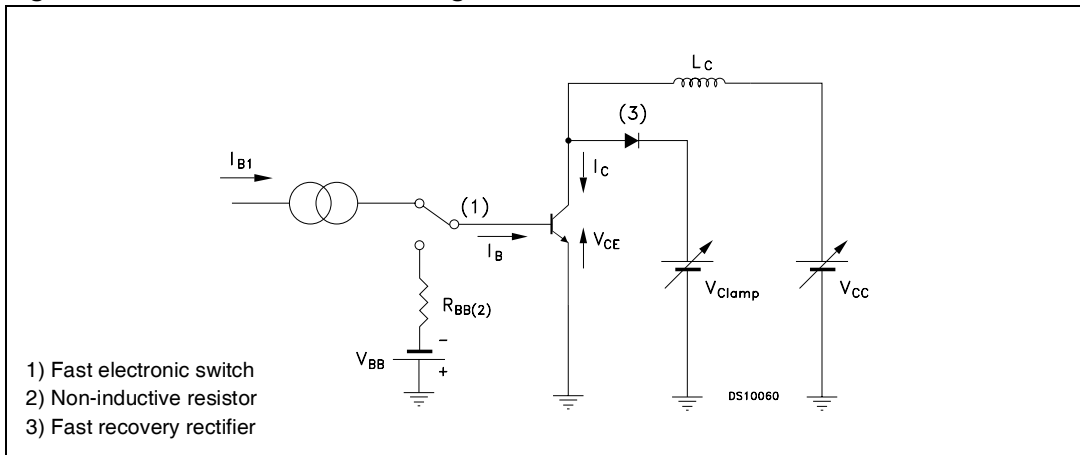 L_C
(3)
I_B1
I_C
(1)
I_B
V_CE
R_BB(2)
V_Clamp
V_CC
V_BB
-
+
1) Fast electronic switch
2) Non-inductive resistor
3) Fast recovery rectifier
DS10060